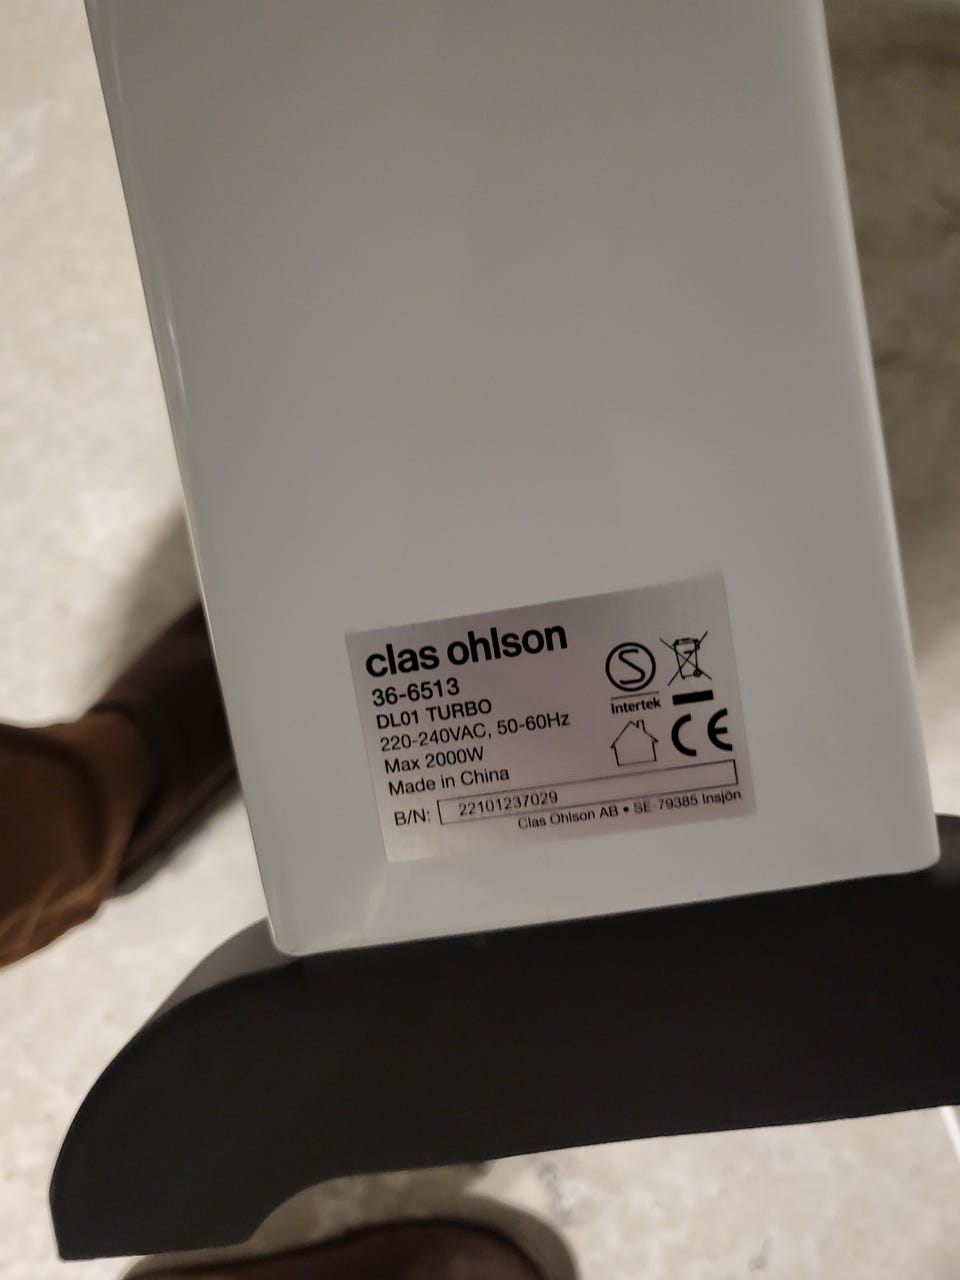 clas ohlson
36-6513
DL01 TURBO
220-240VAC, 50-60Hz
Max 2000W
Made in China
B/N: 22101237029
Clas Ohlson AB • SE-79385 Insjön
S
Intertek
CE